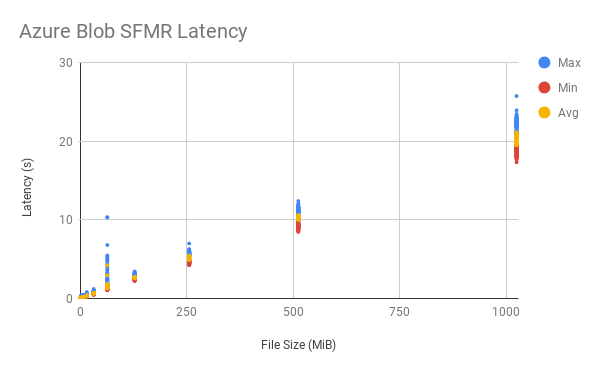 Azure Blob SFMR Latency
Max
Min
Avg
Latency (s)
30
20
10
0
0
250
500
750
1000
File Size (MiB)